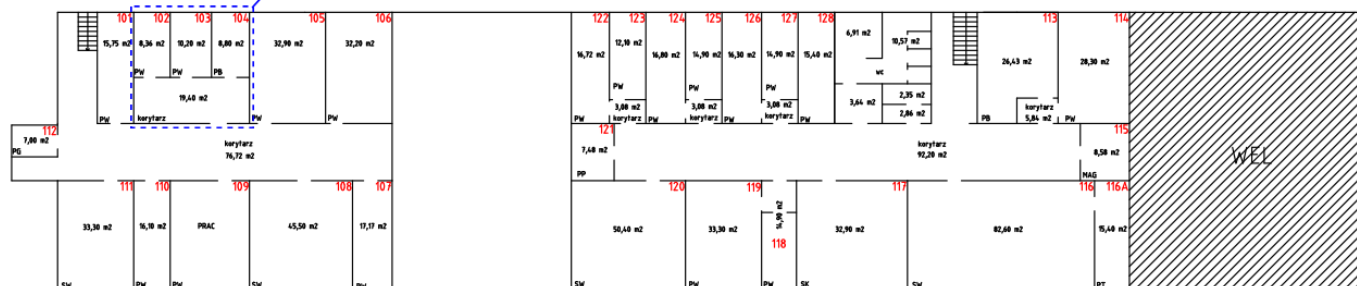 101 102 103 104 105 106
15,75 m2 8,36 m2 10,20 m2 8,80 m2 32,90 m2 32,20 m2
PW PW PB
19,40 m2
PW korytarz PW PW
112
7,00 m2
PG
korytarz
76,72 m2
111 110 109 108 107
33,30 m2 16,10 m2 PRAC 45,50 m2 17,17 m2
SW PW PW SW PW
122 123 124 125 126 127 128
16,72 m2 12,10 m2 16,80 m2 14,90 m2 16,30 m2 14,90 m2 15,40 m2
PW PW PW
3,08 m2 3,08 m2 3,08 m2
PW korytarz PW korytarz PW korytarz PW
6,91 m2 10,57 m2
wc
3,64 m2 2,35 m2
2,86 m2
113 114
26,43 m2 28,30 m2
korytarz
5,84 m2
PB PW
121
7,48 m2
PP
korytarz
92,20 m2
115
8,58 m2
MAG
WEL
120 119 117 116 116A
14,90 m2
50,40 m2 33,30 m2 32,90 m2 82,60 m2 15,40 m2
118
SW PW PW SK SW PT